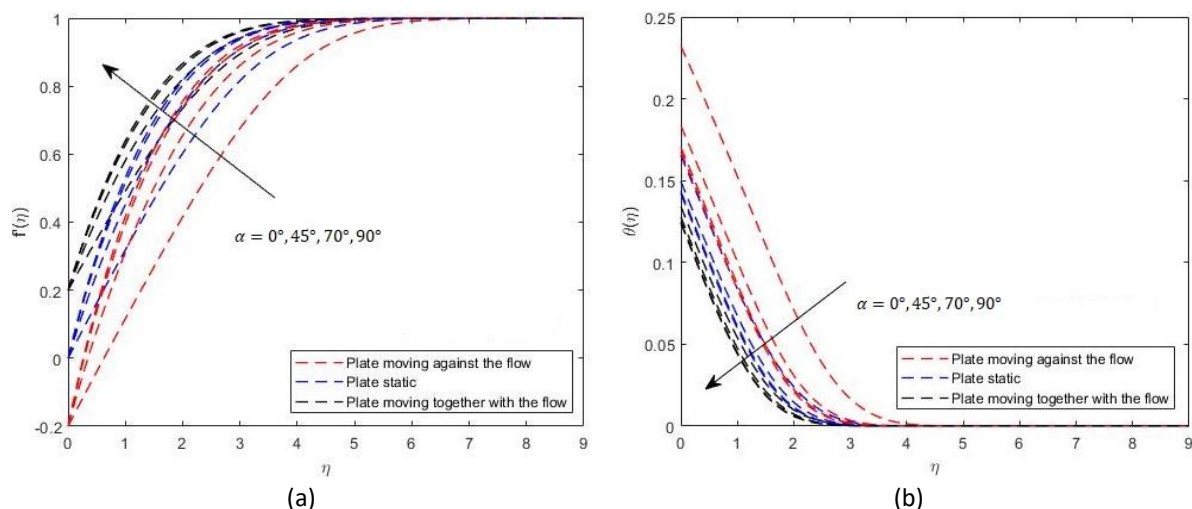 1
0.8
0.6
0.4
0.2
0
-0.2
f'(η)
α = 0°, 45°, 70°, 90°
Plate moving against the flow
Plate static
Plate moving together with the flow
0 1 2 3 4 5 6 7 8 9
η
(a)
0.25
0.2
0.15
0.1
0.05
0
θ(η)
α = 0°, 45°, 70°, 90°
Plate moving against the flow
Plate static
Plate moving together with the flow
0 1 2 3 4 5 6 7 8 9
η
(b)